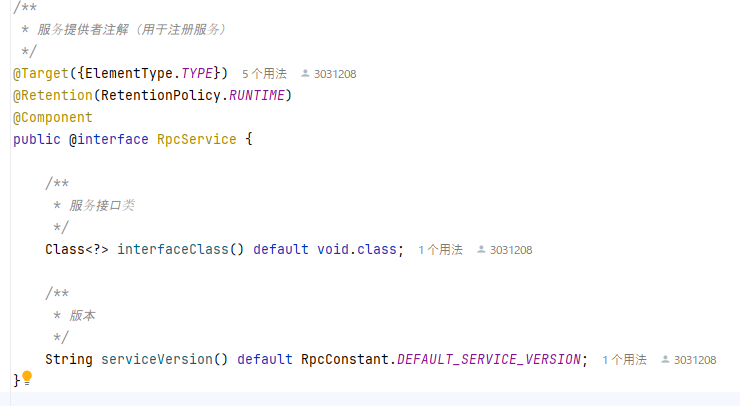 /**
 * 服务提供者注解（用于注册服务）
 */
@Target({ElementType.TYPE}) 5 个用法 3031208
@Retention(RetentionPolicy.RUNTIME)
@Component
public @interface RpcService {
    /**
     * 服务接口类
     */
    Class<?> interfaceClass() default void.class; 1 个用法 3031208
    /**
     * 版本
     */
    String serviceVersion() default RpcConstant.DEFAULT_SERVICE_VERSION; 1 个用法 3031208
}